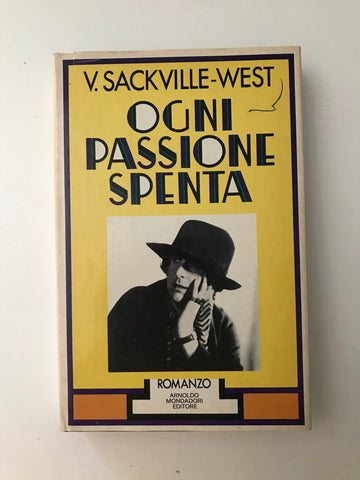 V. SACKVILLE-WEST
OGNI
PASSIONE
SPENTA
ROMANZO
ARNOLDO
MONDADORI
EDITORE